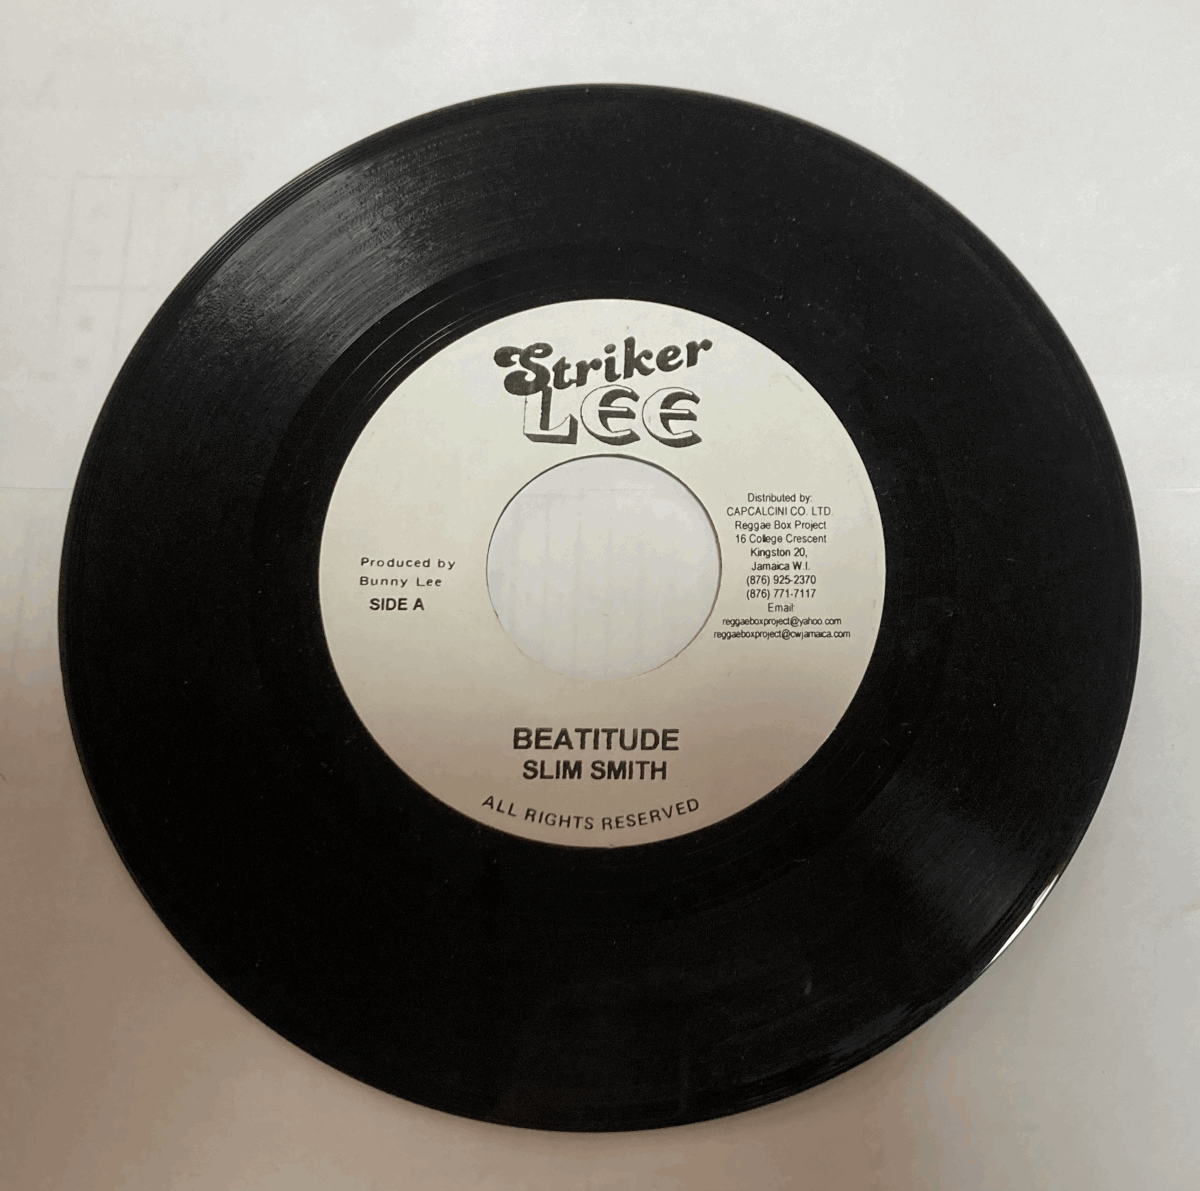 Striker
LEE
Produced by
Bunny Lee
SIDE A
Distributed by:
CAPCALCINI CO. LTD.
Reggae Box Project
16 College Crescent
Kingston 20,
Jamaica W.I.
(876) 925-2370
(876) 771-7117
Email:
reggaeboxproject@yahoo.com
reggaeboxproject@cwjamaica.com
BEATITUDE
SLIM SMITH
ALL RIGHTS RESERVED